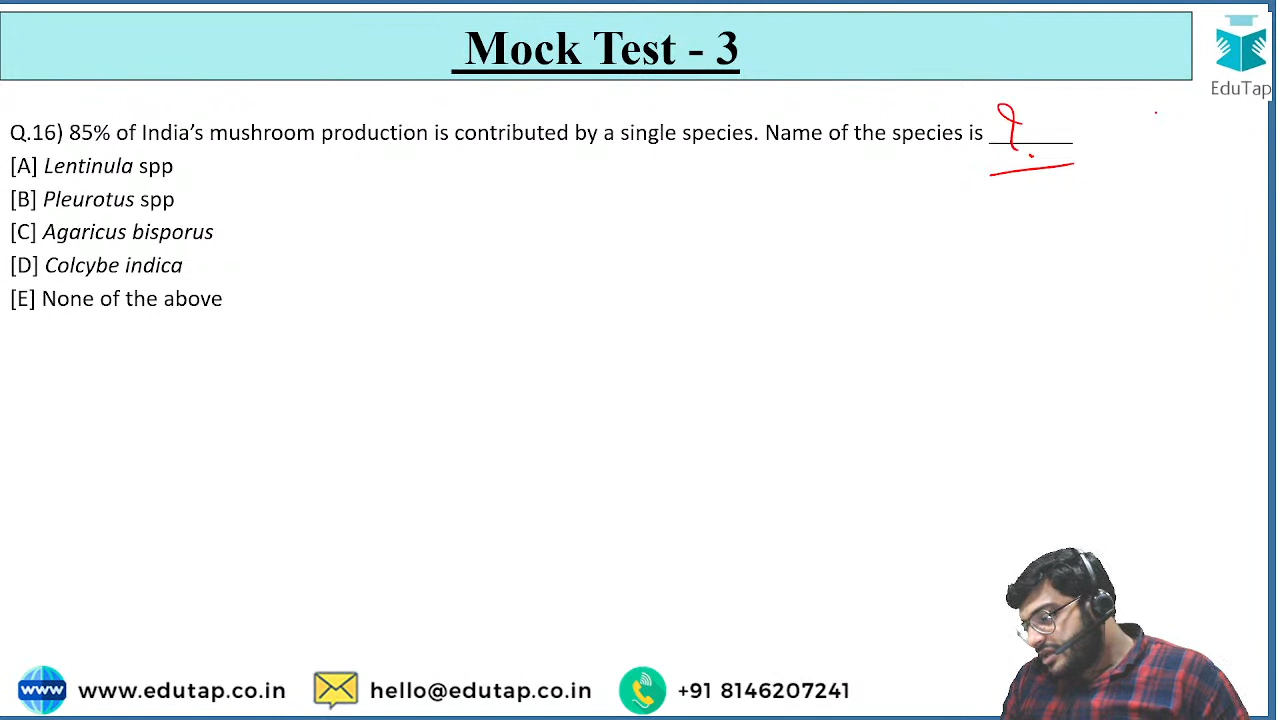 Mock Test - 3
EduTap
Q.16) 85% of India’s mushroom production is contributed by a single species. Name of the species is ________
[A] Lentinula spp
[B] Pleurotus spp
[C] Agaricus bisporus
[D] Colcybe indica
[E] None of the above
www www.edutap.co.in hello@edutap.co.in +91 8146207241